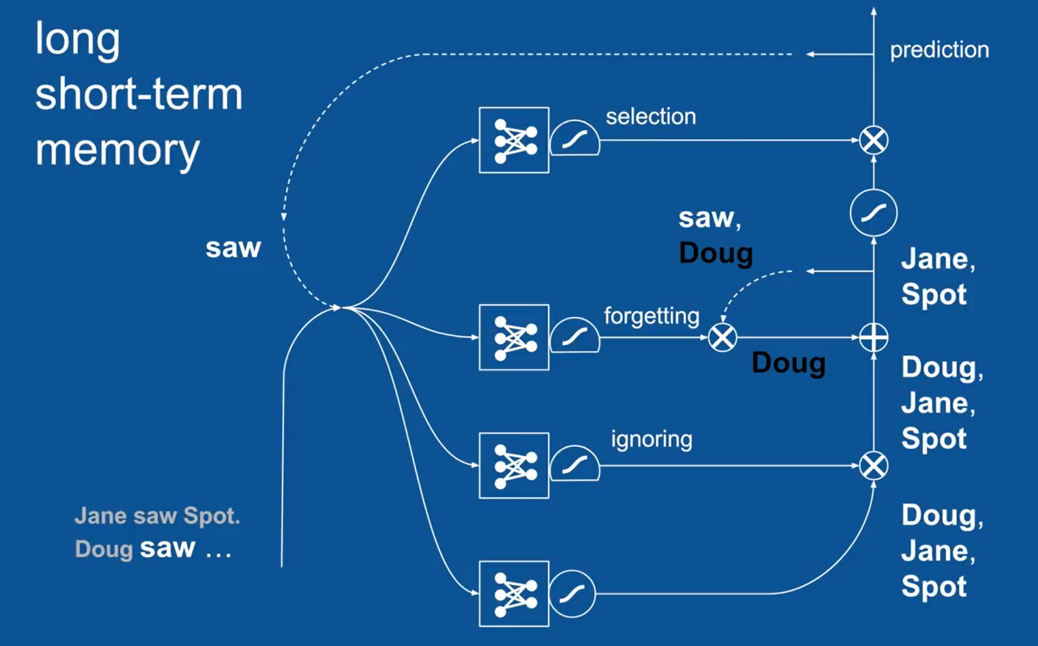 long
short-term
memory
prediction
selection
saw,
Doug
saw
Jane,
Spot
forgetting
Doug
Doug,
Jane,
Spot
ignoring
Jane saw Spot.
Doug saw ...
Doug,
Jane,
Spot